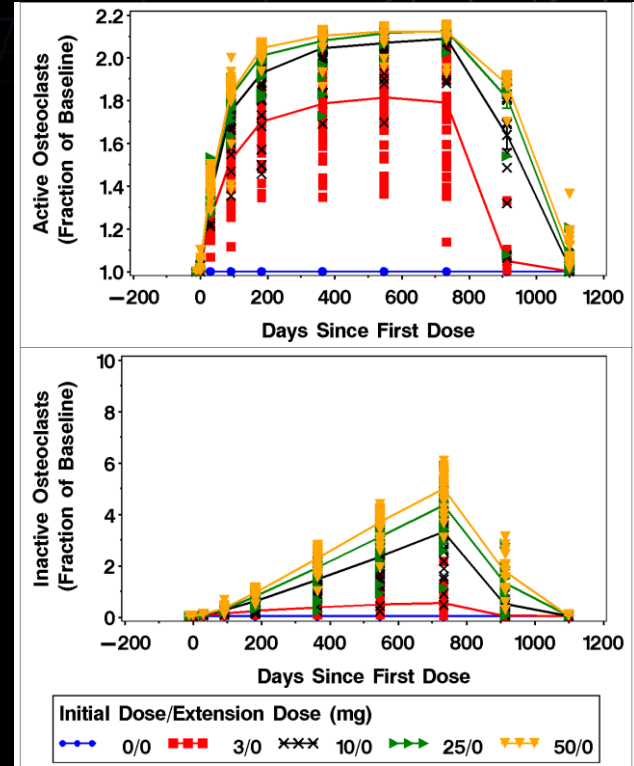 Active Osteoclasts
(Fraction of Baseline)
2.2
2.0
1.8
1.6
1.4
1.2
1.0
−200 0 200 400 600 800 1000 1200
Days Since First Dose
Inactive Osteoclasts
(Fraction of Baseline)
10
8
6
4
2
0
−200 0 200 400 600 800 1000 1200
Days Since First Dose
Initial Dose/Extension Dose (mg)
0/0 3/0 10/0 25/0 50/0